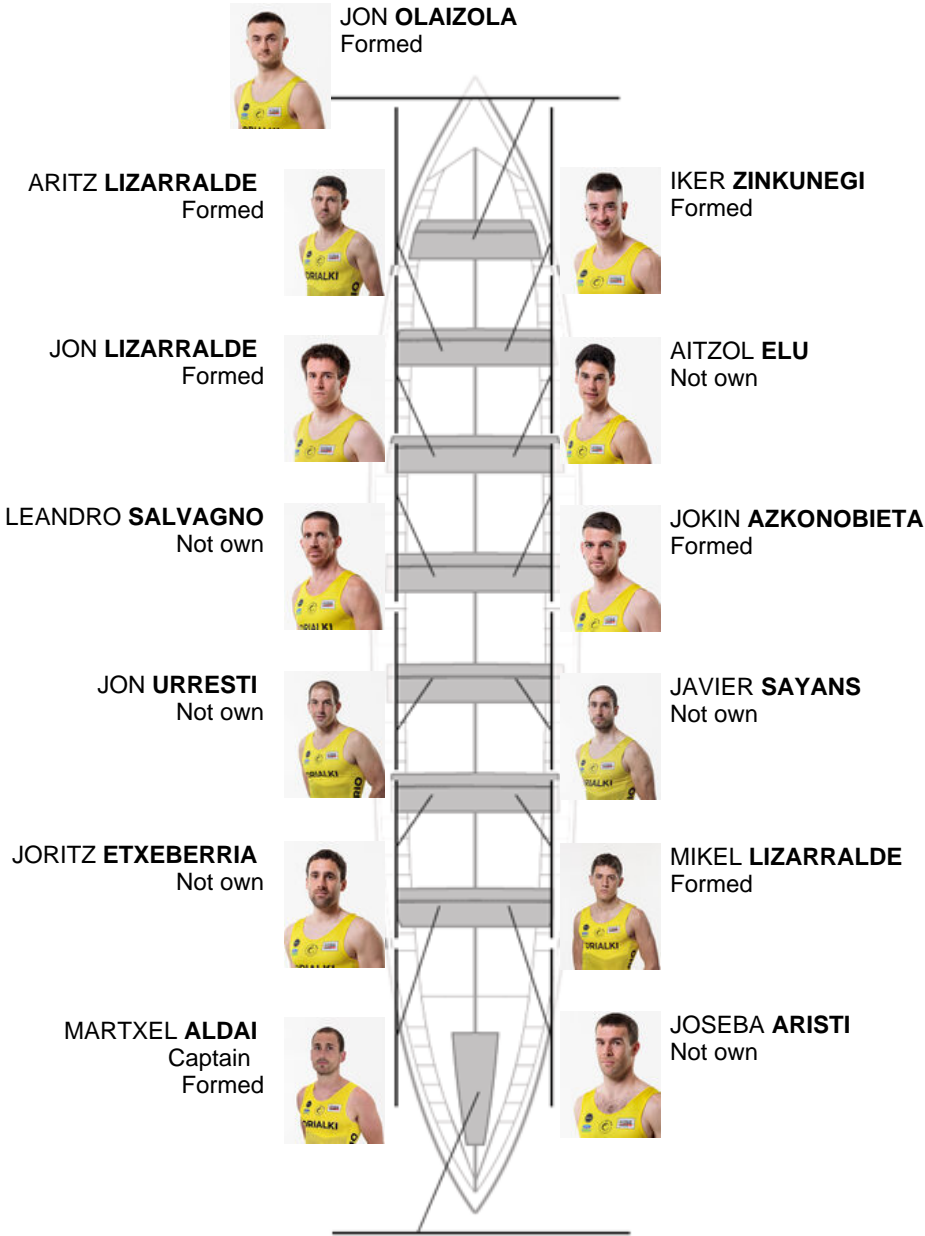 JON OLAIZOLA
Formed
ARITZ LIZARRALDE
Formed
IKER ZINKUNEGI
Formed
JON LIZARRALDE
Formed
AITZOL ELU
Not own
LEANDRO SALVAGNO
Not own
JOKIN AZKONOBIETA
Formed
JON URRESTI
Not own
JAVIER SAYANS
Not own
JORITZ ETXEBERRIA
Not own
MIKEL LIZARRALDE
Formed
MARTXEL ALDAI
Captain
Formed
JOSEBA ARISTI
Not own